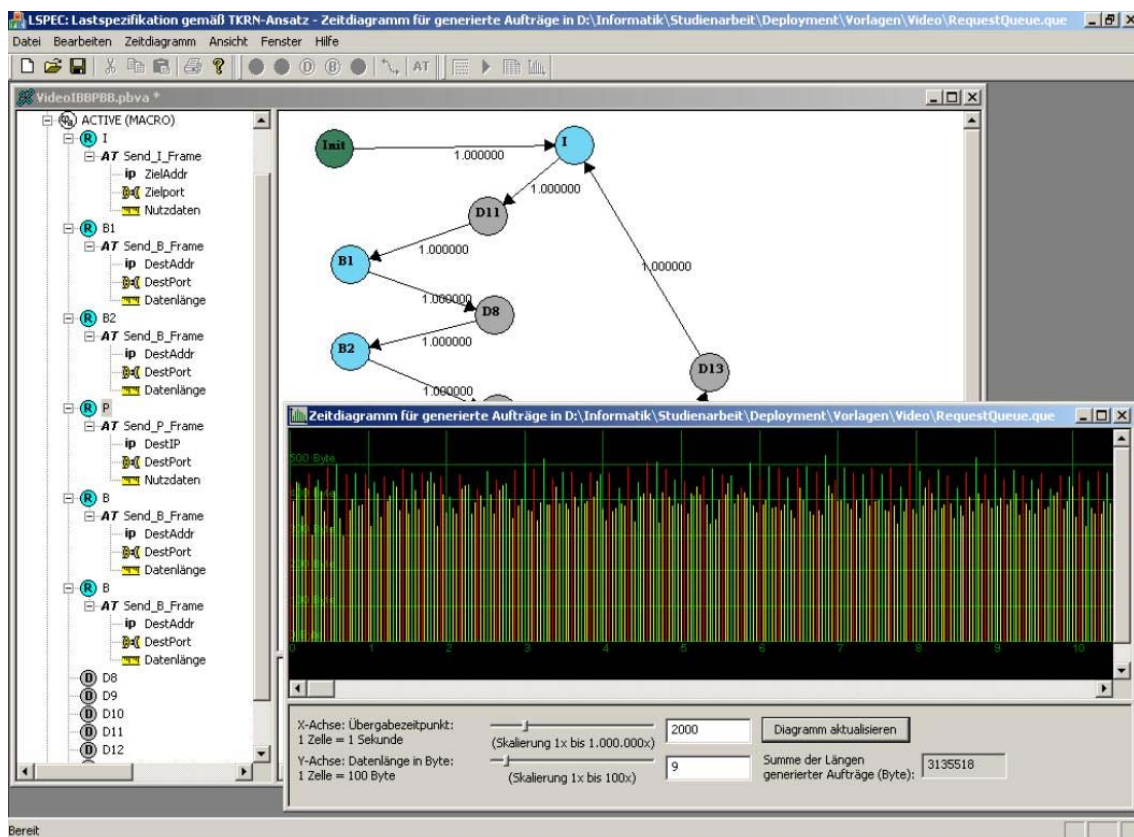 LSPEC: Lastspezifikation gemäß TKRN-Ansatz - Zeitdiagramm für generierte Aufträge in D:\Informatik\Studienarbeit\Deployment\Vorlagen\Video\RequestQueue.que
Datei Bearbeiten Zeitdiagramm Ansicht Fenster Hilfe
D B AT
VideoIBBPBB.pbva *
ACTIVE (MACRO)
R I
AT Send_I_Frame
ip ZielAddr
Zielport
Nutzdaten
R B1
AT Send_B_Frame
ip DestAddr
DestPort
Datenlänge
R B2
AT Send_B_Frame
ip DestAddr
DestPort
Datenlänge
R P
AT Send_P_Frame
ip DestIP
DestPort
Nutzdaten
R B
AT Send_B_Frame
ip DestAddr
DestPort
Datenlänge
R B
AT Send_B_Frame
ip DestAddr
DestPort
Datenlänge
D D8
D D9
D D10
D D11
D D12
Init
1.000000
I
1.000000
D11
1.000000
B1
1.000000
1.000000
D8
1.000000
B2
D13
1.000000
Zeitdiagramm für generierte Aufträge in D:\Informatik\Studienarbeit\Deployment\Vorlagen\Video\RequestQueue.que
500 Byte
0 1 2 3 4 5 6 7 8 9 10
X-Achse: Übergabezeitpunkt:
1 Zelle = 1 Sekunde
(Skalierung 1x bis 1.000.000x)
2000
Diagramm aktualisieren
Y-Achse: Datenlänge in Byte:
1 Zelle = 100 Byte
(Skalierung 1x bis 100x)
9
Summe der Längen
generierter Aufträge (Byte):
3135518
Bereit